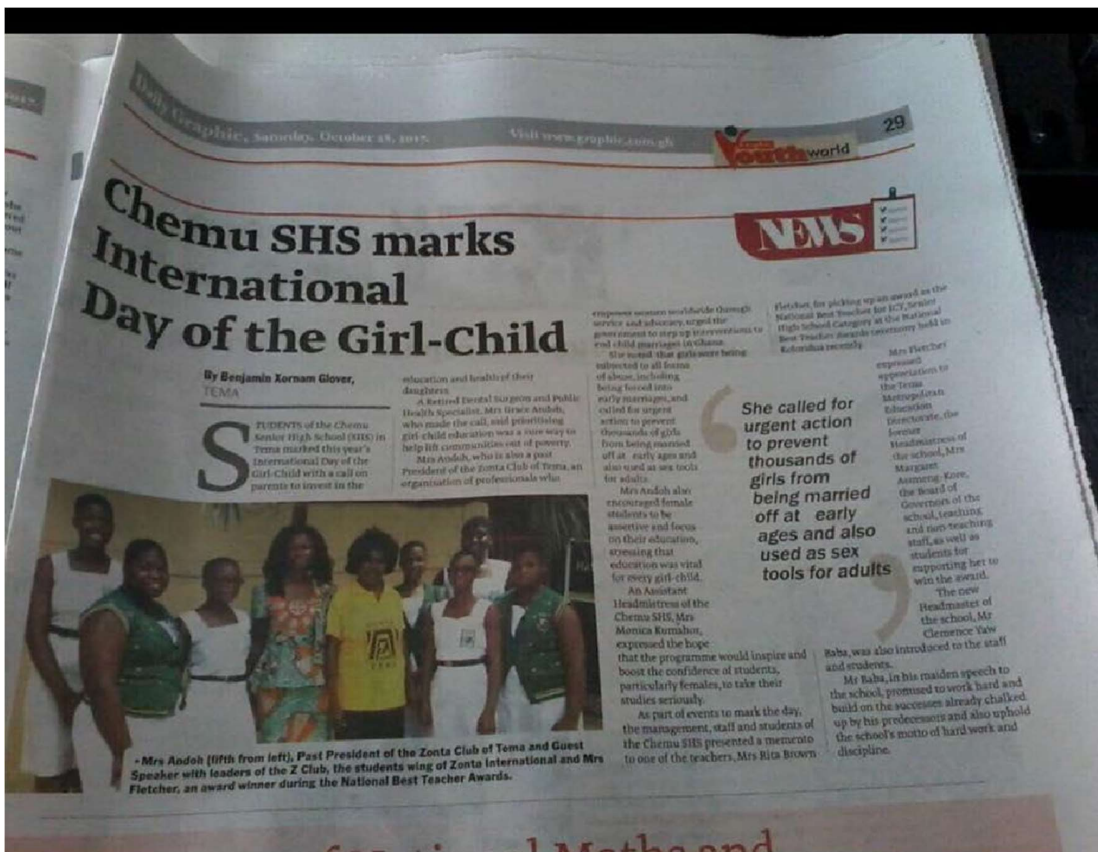 Daily Graphic, Saturday, October 28, 2017.
Visit www.graphic.com.gh
Youthworld
29
NEWS
Chemu SHS marks
International
Day of the Girl-Child
By Benjamin Xornam Glover,
TEMA
STUDENTS of the Chemu
Senior High School (SHS) in
Tema marked this year's
International Day of the
Girl-Child with a call on
parents to invest in the
education and health of their
daughters.
A Retired Dental Surgeon and Public
Health Specialist, Mrs Grace Andoh,
who made the call, said prioritising
girl-child education was a sure way to
help lift communities out of poverty.
Mrs Andoh, who is also a past
President of the Zonta Club of Tema, an
organisation of professionals who
empower women worldwide through
service and advocacy, urged the
government to step up interventions to
end child marriages in Ghana.
She noted that girls were being
subjected to all forms
of abuse, including
being forced into
early marriages, and
called for urgent
action to prevent
thousands of girls
from being married
off at early ages and
also used as sex tools
for adults.
Mrs Andoh also
encouraged female
students to be
assertive and focus
on their education,
stressing that
education was vital
for every girl-child.
An Assistant
Headmistress of the
Chemu SHS, Mrs
Monica Kumahor,
expressed the hope
that the programme would inspire and
boost the confidence of students,
particularly females, to take their
studies seriously.
As part of events to mark the day,
the management, staff and students of
the Chemu SHS presented a memento
to one of the teachers, Mrs Rita Brown
Fletcher, for picking up an award as the
National Best Teacher for ICT, Senior
High School Category at the National
Best Teacher Awards ceremony held in
Koforidua recently.
Mrs Fletcher
expressed
appreciation to
the Tema
Metropolitan
Education
Directorate, the
former
Headmistress of
the school, Mrs
Margaret
the Board of
Governors of the
school, teaching
and non-teaching
staff, as well as
students for
supporting her to
win the award.
The new
Headmaster of
the school, Mr
Clemence Yaw
Baba, was also introduced to the staff
and students.
Mr Baba, in his maiden speech to
the school, promised to work hard and
build on the successes already chalked
up by his predecessors and also uphold
the school's motto of hard work and
discipline.
She called for
urgent action
to prevent
thousands of
girls from
being married
off at early
ages and also
used as sex
tools for adults
• Mrs Andoh (fifth from left), Past President of the Zonta Club of Tema and Guest
Speaker with leaders of the Z Club, the students wing of Zonta International and Mrs
Fletcher, an award winner during the National Best Teacher Awards.